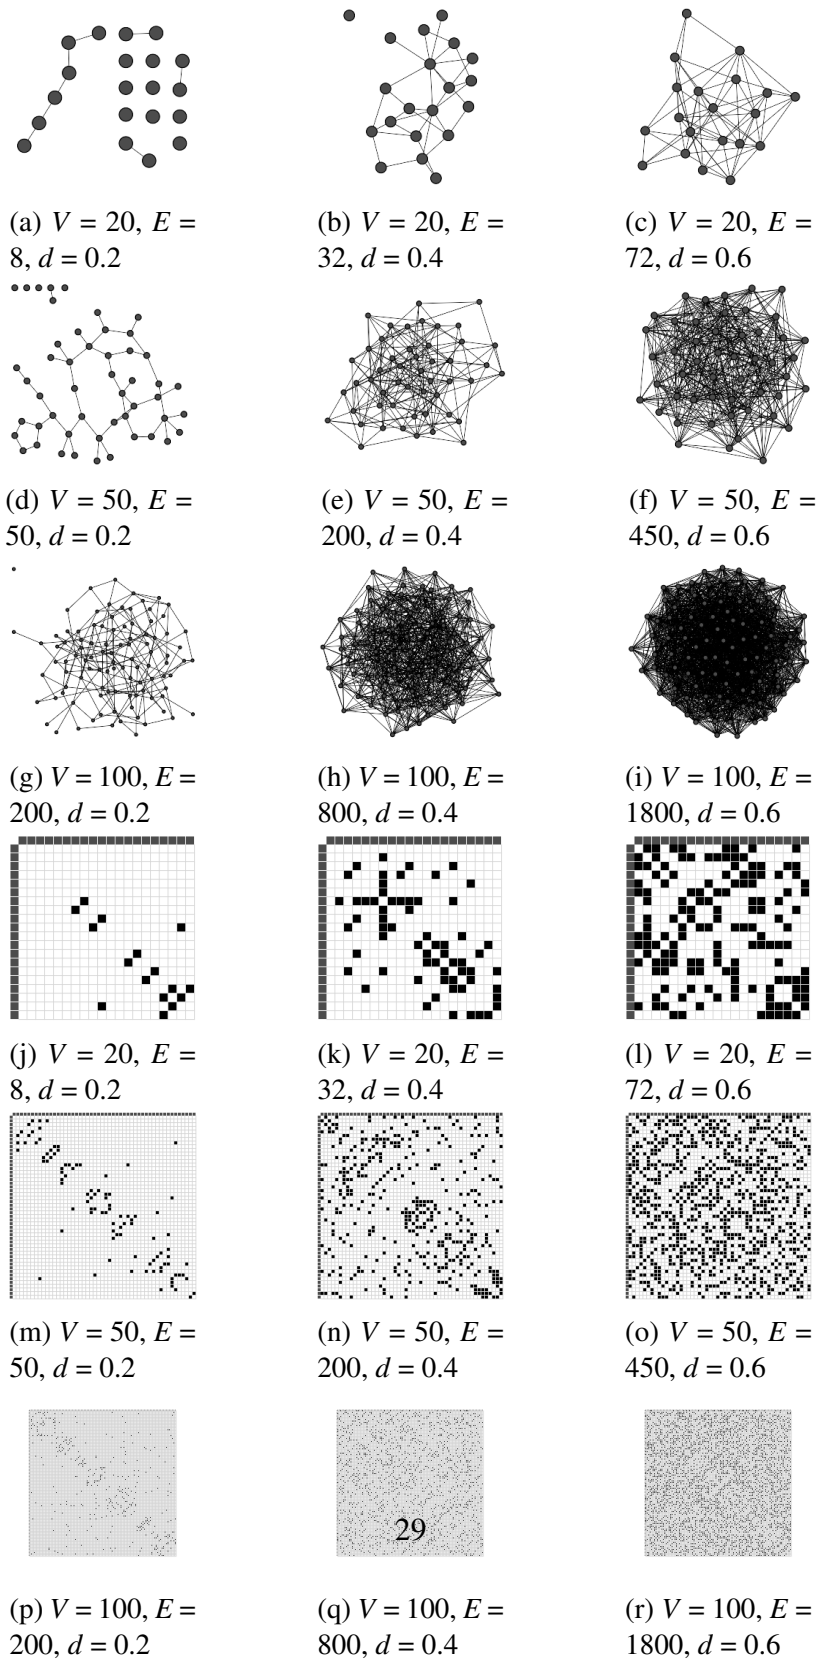 (a) V = 20, E =
8, d = 0.2
(b) V = 20, E =
32, d = 0.4
(c) V = 20, E =
72, d = 0.6
(d) V = 50, E =
50, d = 0.2
(e) V = 50, E =
200, d = 0.4
(f) V = 50, E =
450, d = 0.6
(g) V = 100, E =
200, d = 0.2
(h) V = 100, E =
800, d = 0.4
(i) V = 100, E =
1800, d = 0.6
(j) V = 20, E =
8, d = 0.2
(k) V = 20, E =
32, d = 0.4
(l) V = 20, E =
72, d = 0.6
(m) V = 50, E =
50, d = 0.2
(n) V = 50, E =
200, d = 0.4
(o) V = 50, E =
450, d = 0.6
29
(p) V = 100, E =
200, d = 0.2
(q) V = 100, E =
800, d = 0.4
(r) V = 100, E =
1800, d = 0.6